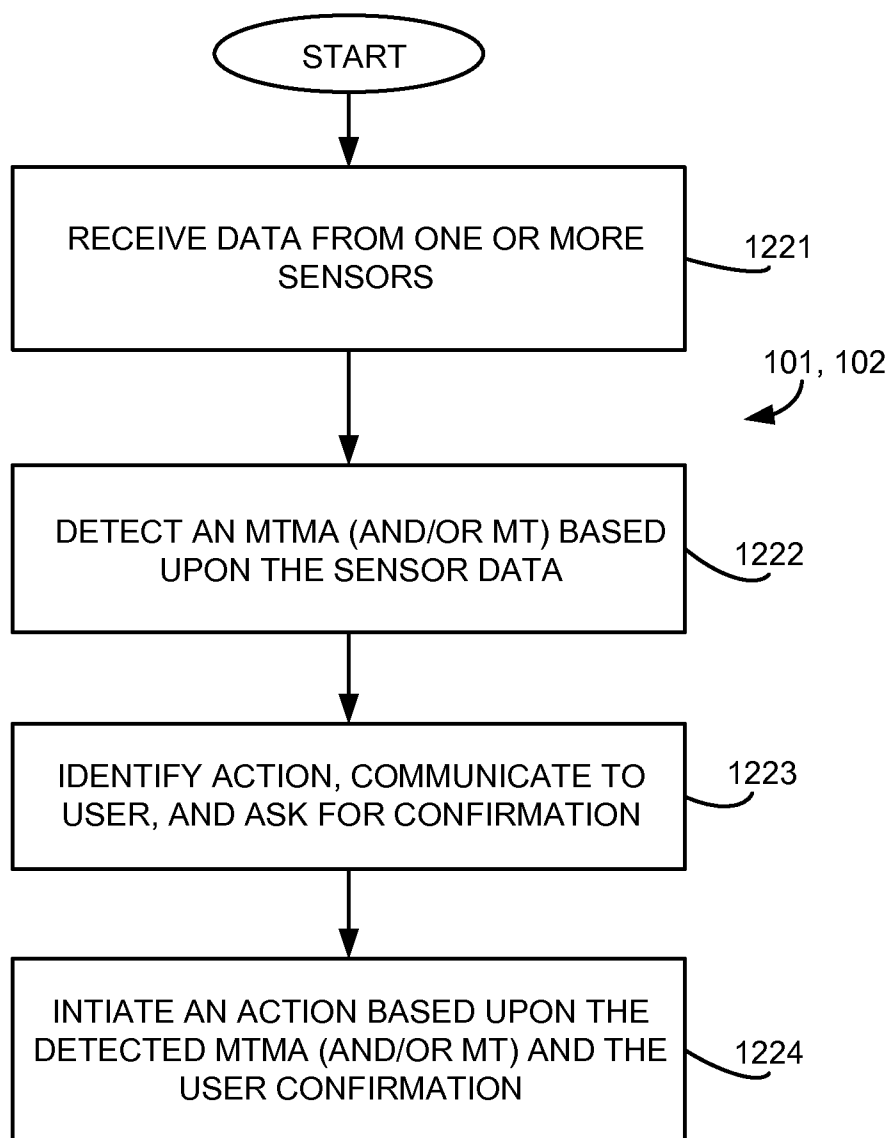 START
RECEIVE DATA FROM ONE OR MORE
SENSORS
1221
101, 102
DETECT AN MTMA (AND/OR MT) BASED
UPON THE SENSOR DATA
1222
IDENTIFY ACTION, COMMUNICATE TO
USER, AND ASK FOR CONFIRMATION
1223
INTIATE AN ACTION BASED UPON THE
DETECTED MTMA (AND/OR MT) AND THE
USER CONFIRMATION
1224